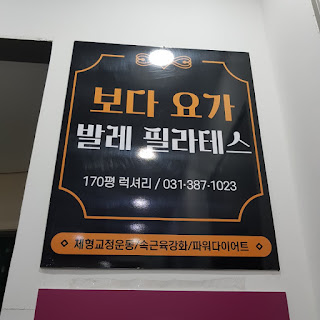 보다 요가
발레 필라테스
170평 럭셔리 / 031-387-1023
체형교정운동/속근육강화/파워다이어트